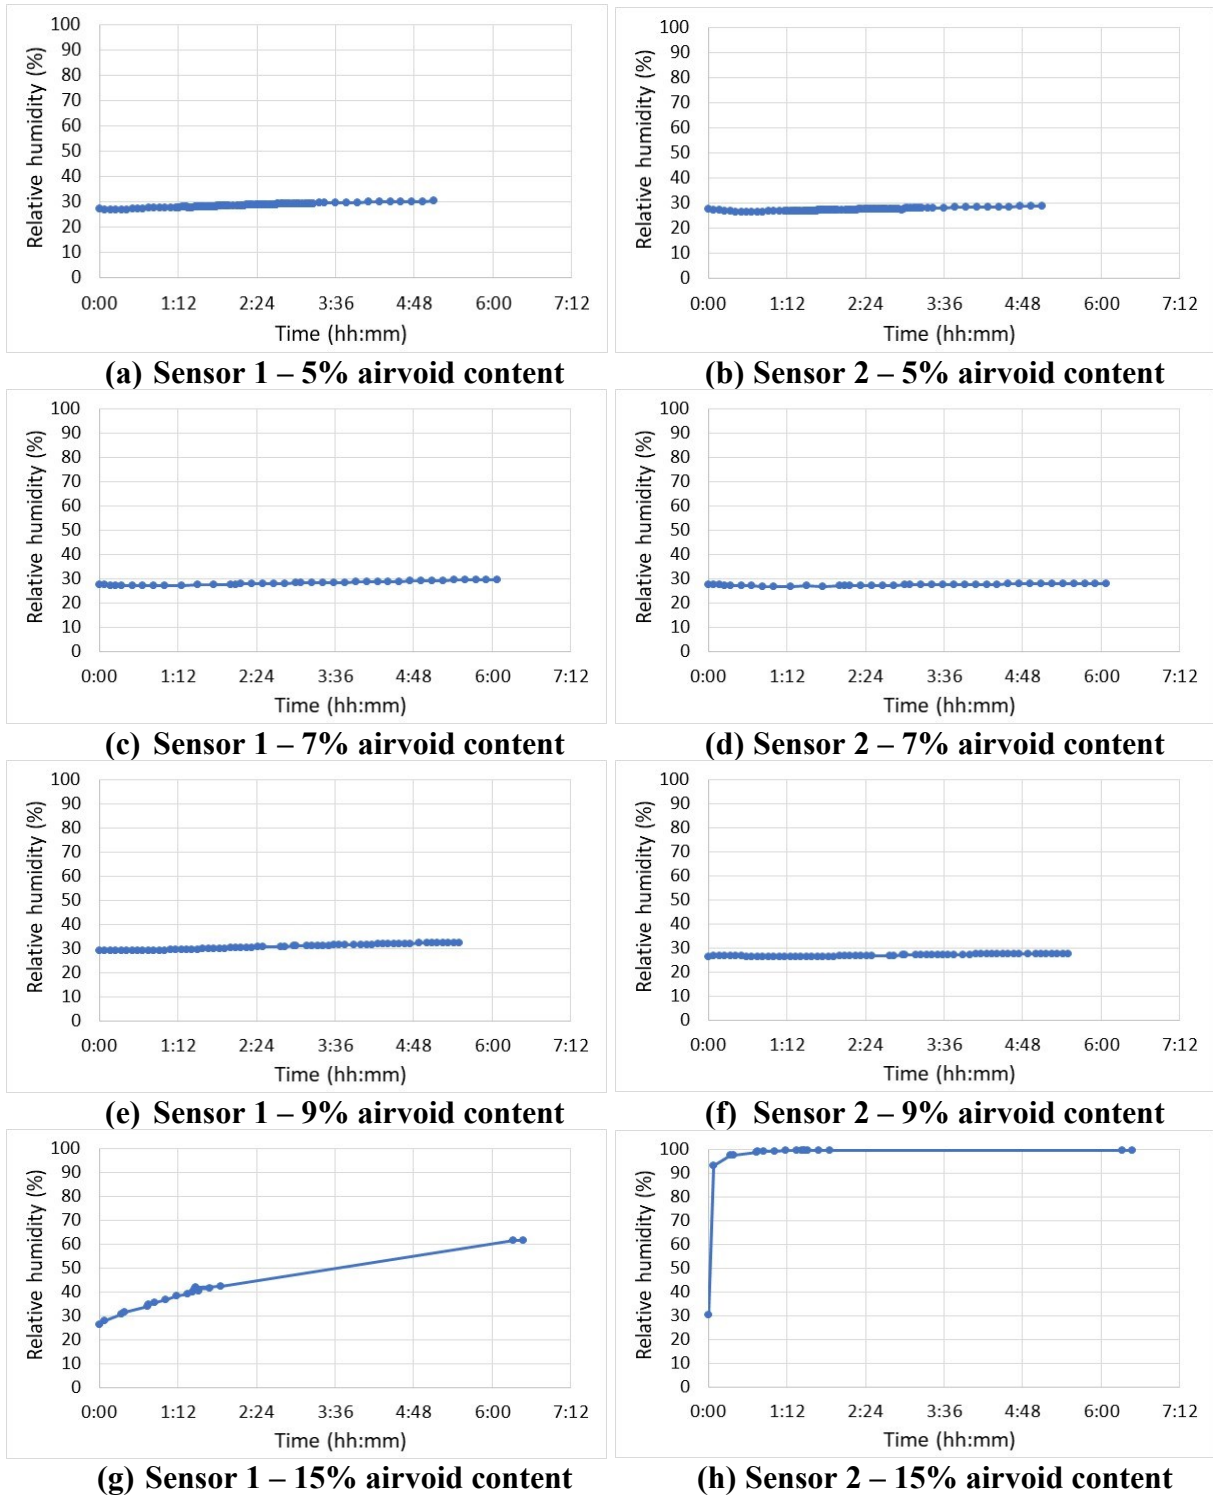 100
90
80
70
60
50
40
30
20
10
0
Relative humidity (%)
0:00 1:12 2:24 3:36 4:48 6:00 7:12
Time (hh:mm)
(a) Sensor 1 – 5% airvoid content
100
90
80
70
60
50
40
30
20
10
0
Relative humidity (%)
0:00 1:12 2:24 3:36 4:48 6:00 7:12
Time (hh:mm)
(b) Sensor 2 – 5% airvoid content
100
90
80
70
60
50
40
30
20
10
0
Relative humidity (%)
0:00 1:12 2:24 3:36 4:48 6:00 7:12
Time (hh:mm)
(c) Sensor 1 – 7% airvoid content
100
90
80
70
60
50
40
30
20
10
0
Relative humidity (%)
0:00 1:12 2:24 3:36 4:48 6:00 7:12
Time (hh:mm)
(d) Sensor 2 – 7% airvoid content
100
90
80
70
60
50
40
30
20
10
0
Relative humidity (%)
0:00 1:12 2:24 3:36 4:48 6:00 7:12
Time (hh:mm)
(e) Sensor 1 – 9% airvoid content
100
90
80
70
60
50
40
30
20
10
0
Relative humidity (%)
0:00 1:12 2:24 3:36 4:48 6:00 7:12
Time (hh:mm)
(f) Sensor 2 – 9% airvoid content
100
90
80
70
60
50
40
30
20
10
0
Relative humidity (%)
0:00 1:12 2:24 3:36 4:48 6:00 7:12
Time (hh:mm)
(g) Sensor 1 – 15% airvoid content
100
90
80
70
60
50
40
30
20
10
0
Relative humidity (%)
0:00 1:12 2:24 3:36 4:48 6:00 7:12
Time (hh:mm)
(h) Sensor 2 – 15% airvoid content